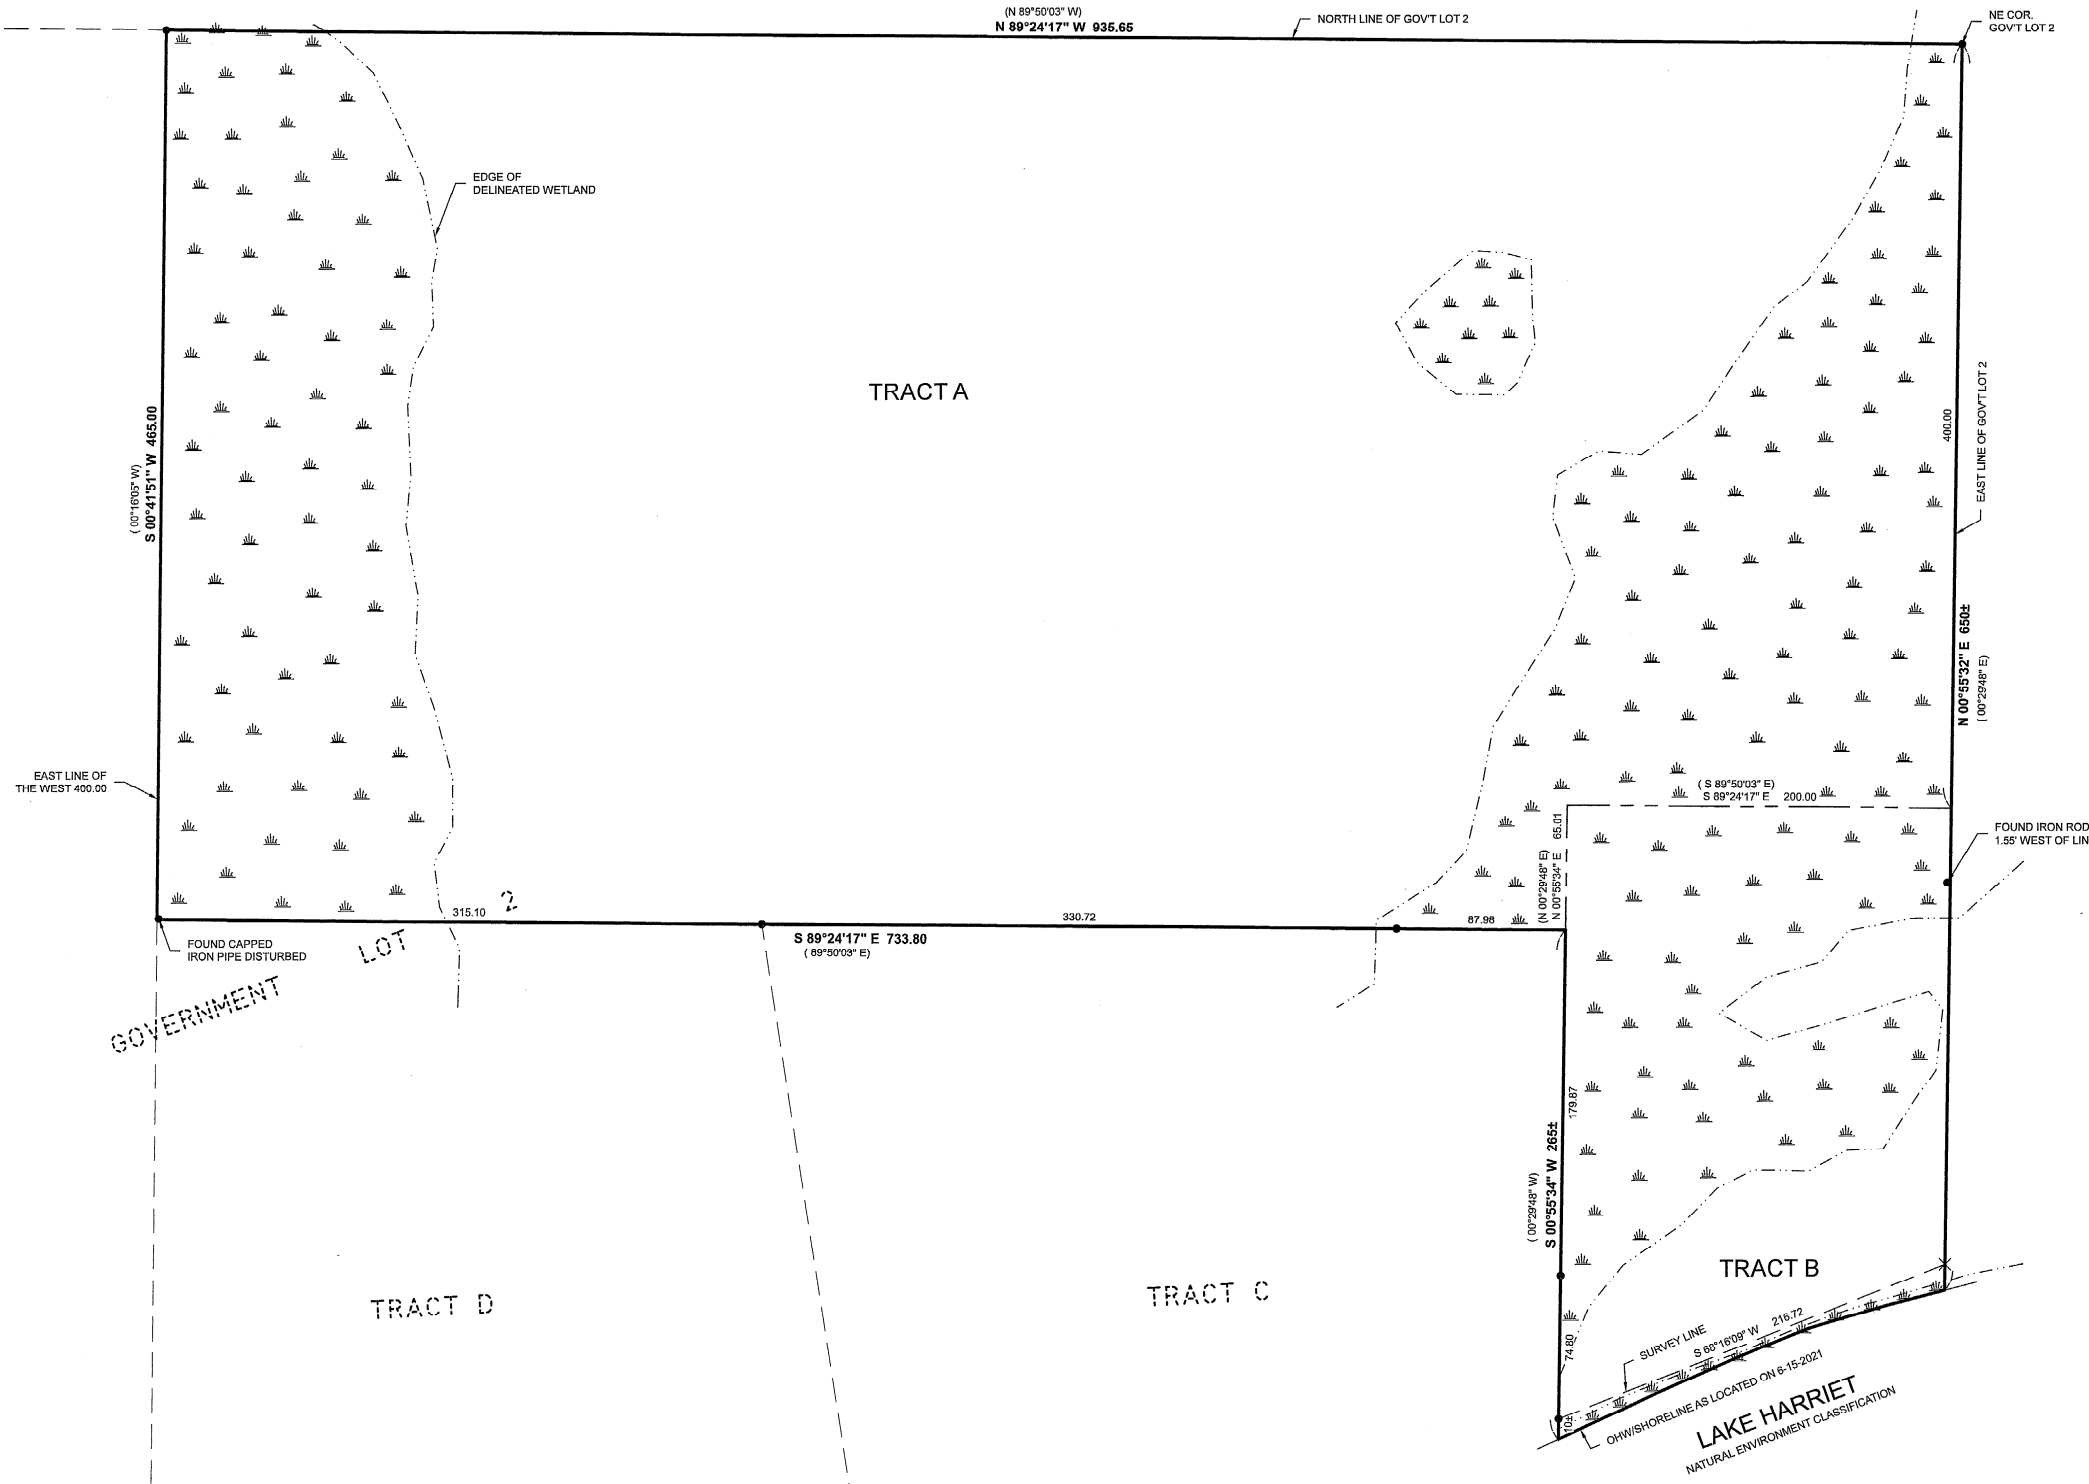 (N 89°50'03" W)
N 89°24'17" W 935.65
NORTH LINE OF GOV'T LOT 2
NE COR.
GOV'T LOT 2
EDGE OF
DELINEATED WETLAND
TRACT A
(00°16'05" W)
S 00°41'51" W 465.00
400.00
EAST LINE OF GOV'T LOT 2
N 00°55'32" E 650±
(00°29'48" E)
EAST LINE OF
THE WEST 400.00
(S 89°50'03" E)
S 89°24'17" E 200.00
(N 00°29'48" E)
N 00°55'34" E 65.01
FOUND IRON ROD
1.55' WEST OF LIN
315.10
330.72
87.98
S 89°24'17" E 733.80
(89°50'03" E)
FOUND CAPPED
IRON PIPE DISTURBED
GOVERNMENT LOT 2
179.87
(00°29'48" W)
S 00°55'34" W 265±
TRACT D
TRACT C
TRACT B
74.80
10±
SURVEY LINE
S 68°16'09" W 216.72
OHW/SHORELINE AS LOCATED ON 6-15-2021
LAKE HARRIET
NATURAL ENVIRONMENT CLASSIFICATION